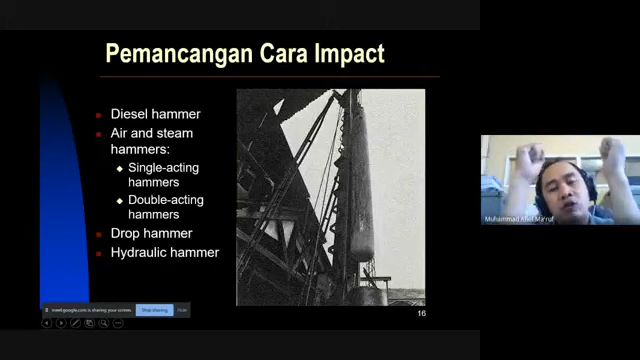 Pemancangan Cara Impact
Diesel hammer
Air and steam
hammers:
Single-acting
hammers
Double-acting
hammers
Drop hammer
Hydraulic hammer
16
meet.google.com is sharing your screen.
Stop sharing
Hide
Muhammad Afief Ma'ruf